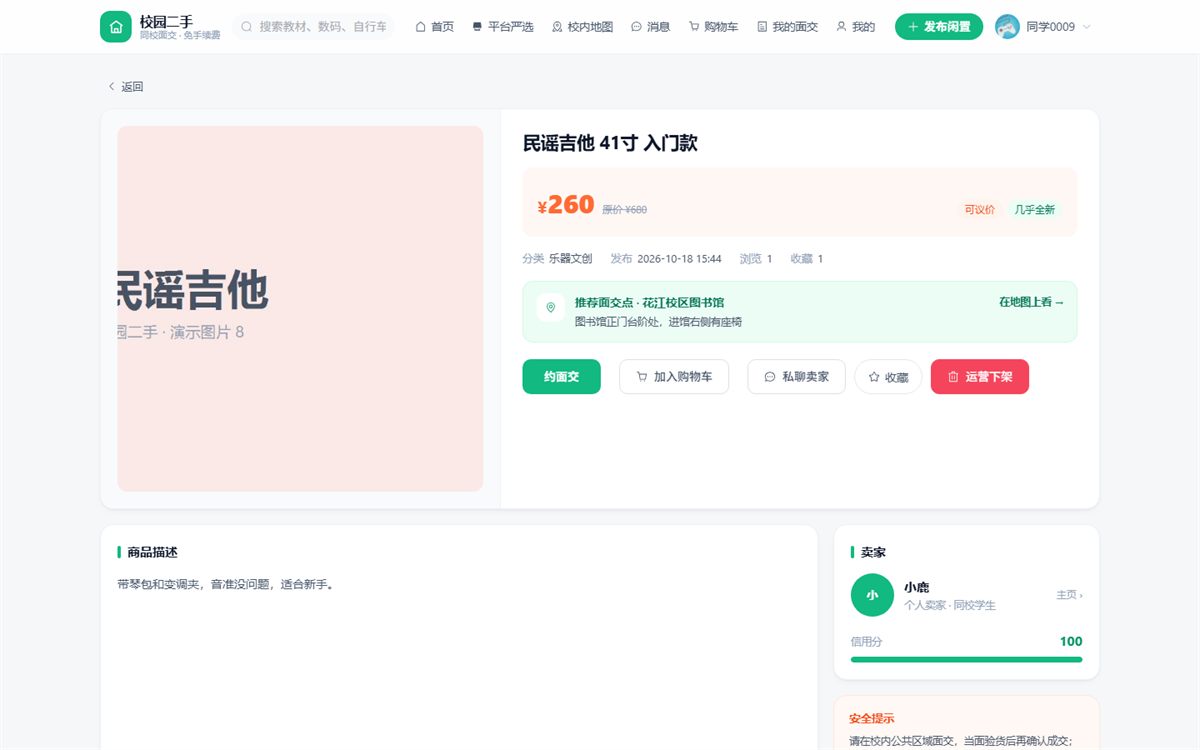 校园二手
同校面交 · 免手续费
搜索教材、数码、自行车
首页
平台严选
校内地图
消息
购物车
我的面交
我的
+ 发布闲置
同学0009
返回
民谣吉他
园二手 · 演示图片 8
民谣吉他 41寸 入门款
¥260 原价 ¥680
可议价
几乎全新
分类 乐器文创 发布 2026-10-18 15:44 浏览 1 收藏 1
推荐面交点 · 花江校区图书馆
在地图上看 →
图书馆正门台阶处，进馆右侧有座椅
约面交
加入购物车
私聊卖家
收藏
运营下架
商品描述
带琴包和变调夹，音准没问题，适合新手。
卖家
小
小鹿
个人卖家 · 同校学生
主页 ›
信用分
100
安全提示
请在校内公共区域面交，当面验货后再确认成交；